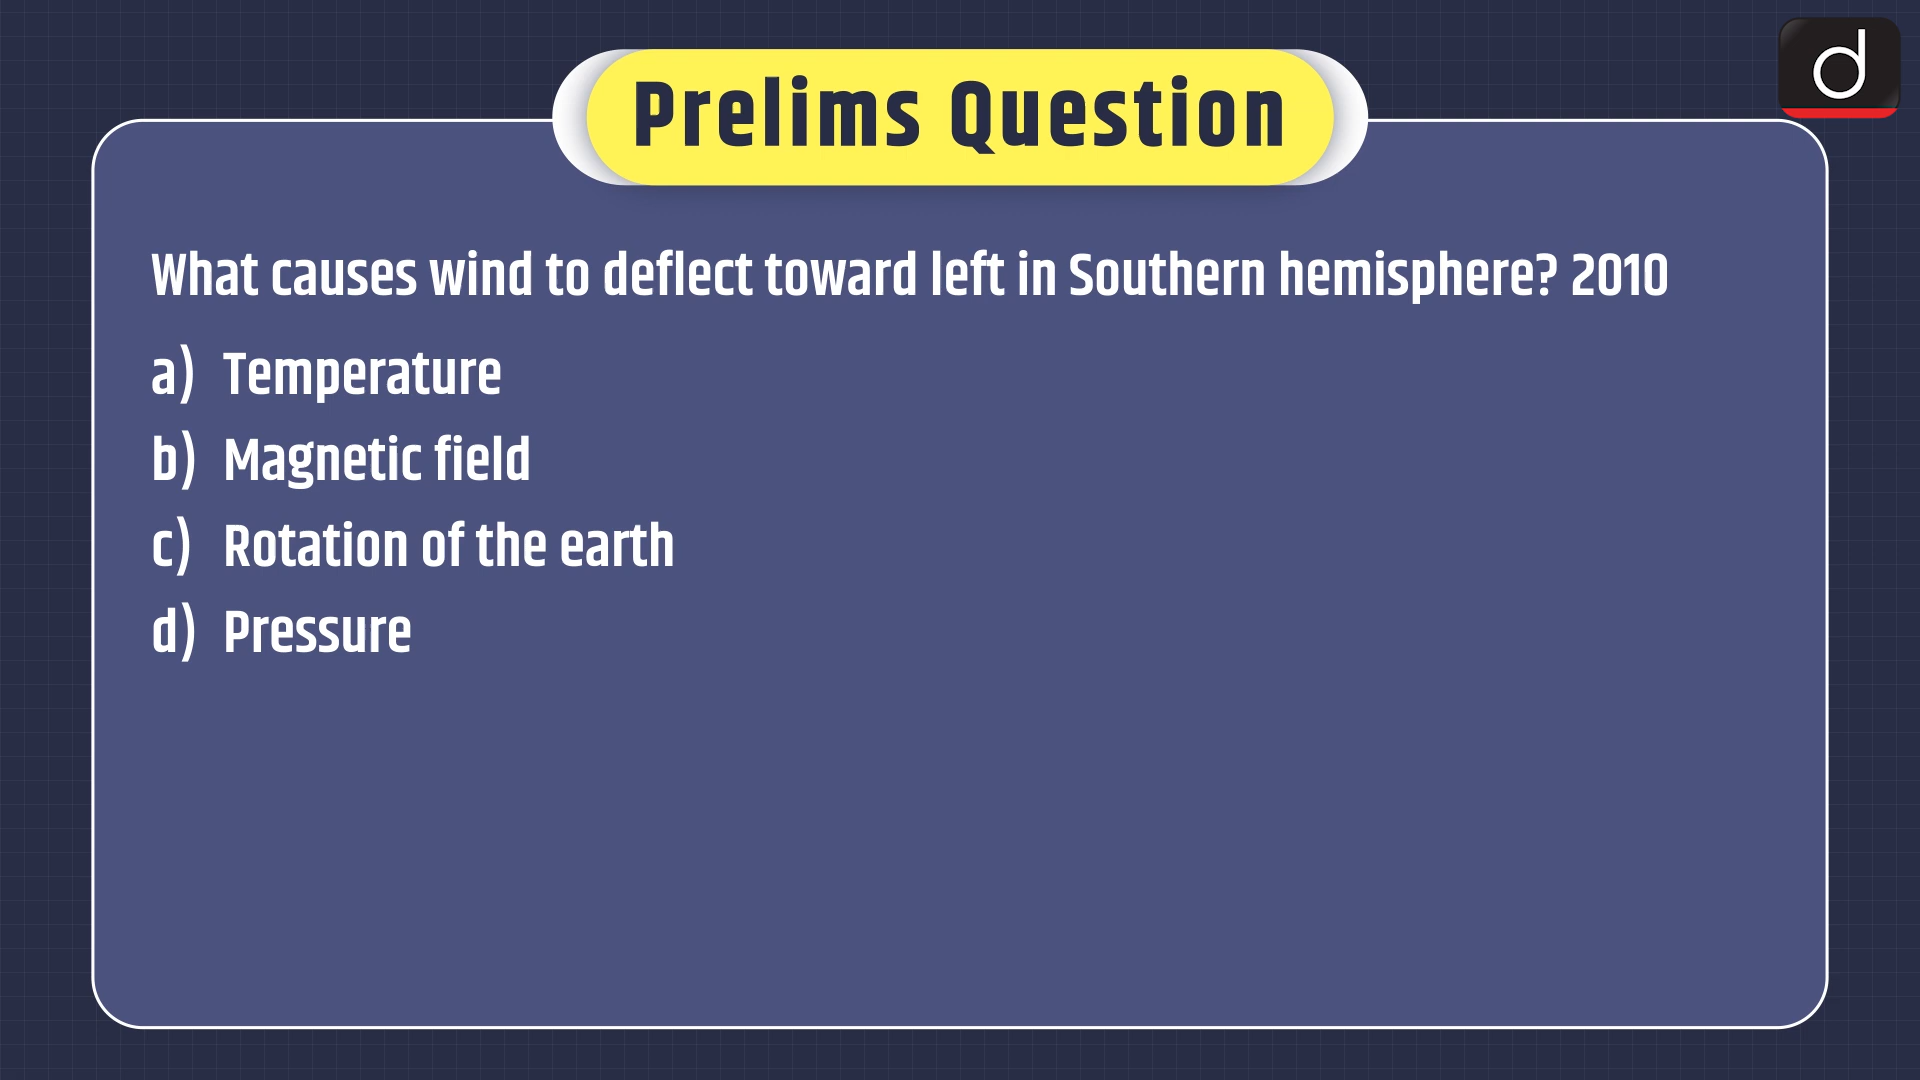 Prelims Question
d
What causes wind to deflect toward left in Southern hemisphere? 2010
a) Temperature
b) Magnetic field
c) Rotation of the earth
d) Pressure